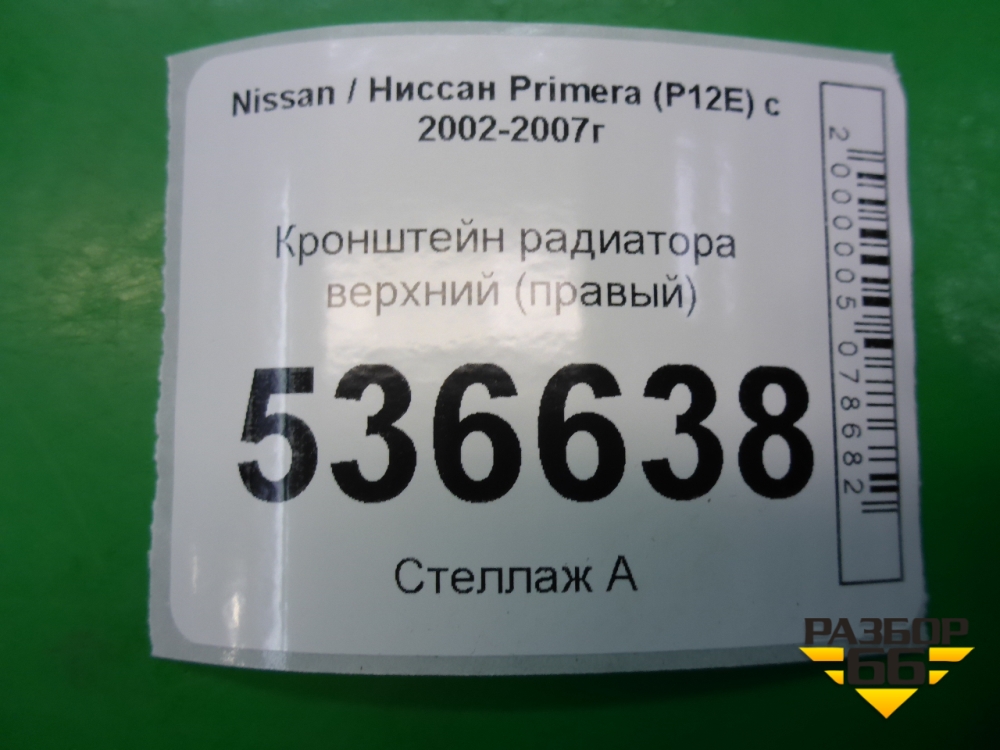 Nissan / Ниссан Primera (P12E) с
2002-2007г
Кронштейн радиатора
верхний (правый)
536638
Стеллаж А
2000005078682
РАЗБОР
66